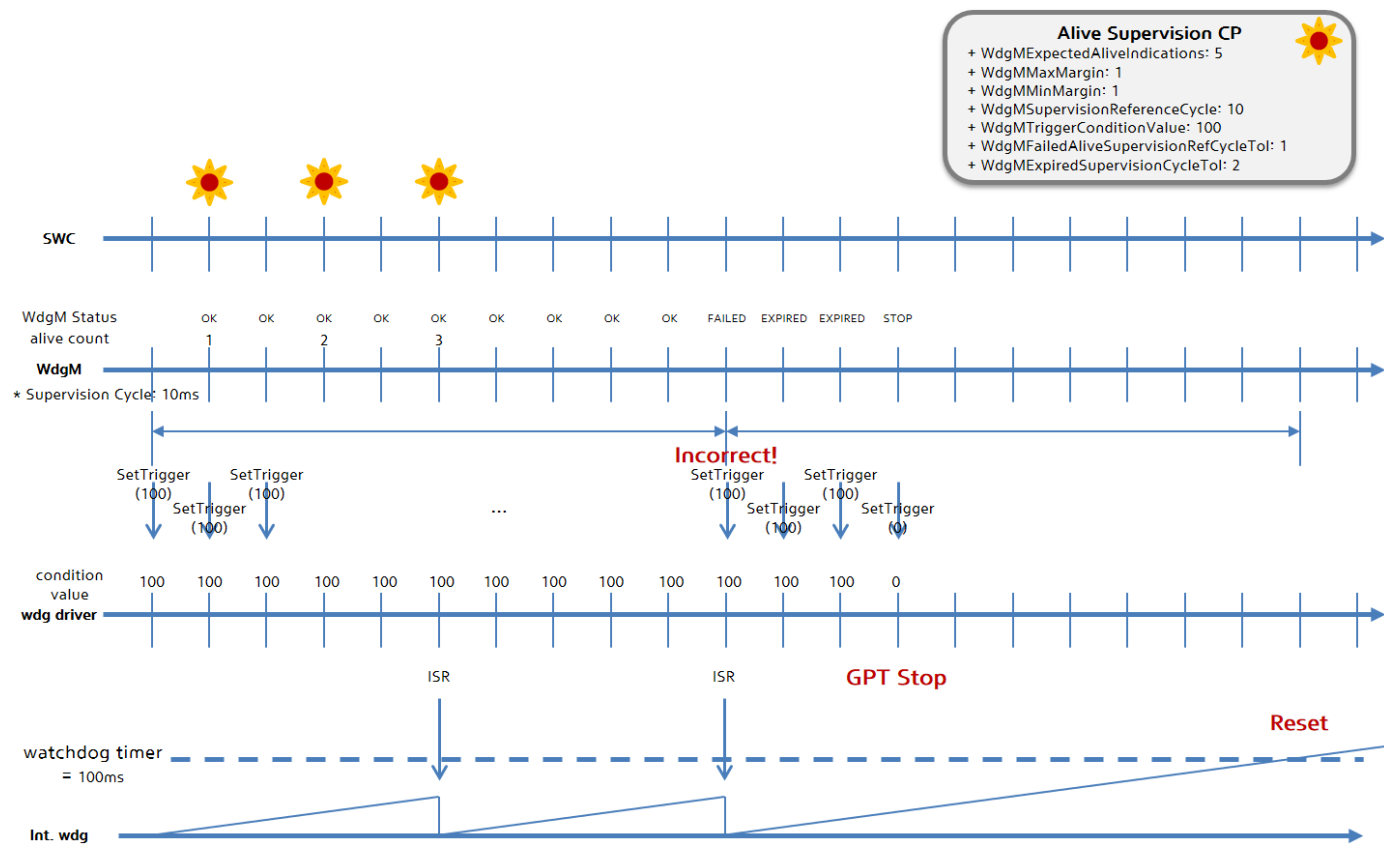 Alive Supervision CP
+ WdgMExpectedAliveIndications: 5
+ WdgMMaxMargin: 1
+ WdgMMinMargin: 1
+ WdgMSupervisionReferenceCycle: 10
+ WdgMTriggerConditionValue: 100
+ WdgMFailedAliveSupervisionRefCycleTol: 1
+ WdgMExpiredSupervisionCycleTol: 2
SWC
WdgM Status OK OK OK OK OK OK OK OK OK FAILED EXPIRED EXPIRED STOP
alive count 1 2 3
WdgM
* Supervision Cycle: 10ms
Incorrect!
SetTrigger SetTrigger SetTrigger SetTrigger
(100) (100) (100) (100)
SetTrigger ... SetTrigger SetTrigger
(100) (100) (0)
condition 100 100 100 100 100 100 100 100 100 100 100 100 100 0
value
wdg driver
ISR ISR GPT Stop
Reset
watchdog timer
= 100ms
Int. wdg